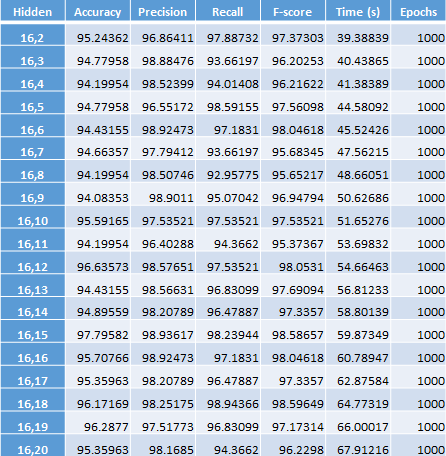 Hidden Accuracy Precision Recall F-score Time (s) Epochs
16,2 95.24362 96.86411 97.88732 97.37303 39.38839 1000
16,3 94.77958 98.88476 93.66197 96.20253 40.43865 1000
16,4 94.19954 98.52399 94.01408 96.21622 41.38389 1000
16,5 94.77958 96.55172 98.59155 97.56098 44.58092 1000
16,6 94.43155 98.92473 97.1831 98.04618 45.52426 1000
16,7 94.66357 97.79412 93.66197 95.68345 47.56215 1000
16,8 94.19954 98.50746 92.95775 95.65217 48.66051 1000
16,9 94.08353 98.9011 95.07042 96.94794 50.62686 1000
16,10 95.59165 97.53521 97.53521 97.53521 51.65276 1000
16,11 94.19954 96.40288 94.3662 95.37367 53.69832 1000
16,12 96.63573 98.57651 97.53521 98.0531 54.66463 1000
16,13 94.43155 98.56631 96.83099 97.69094 56.81233 1000
16,14 94.89559 98.20789 96.47887 97.3357 58.80139 1000
16,15 97.79582 98.93617 98.23944 98.58657 59.87349 1000
16,16 95.70766 98.92473 97.1831 98.04618 60.78947 1000
16,17 95.35963 98.20789 96.47887 97.3357 62.87584 1000
16,18 96.17169 98.25175 98.94366 98.59649 64.77319 1000
16,19 96.2877 97.51773 96.83099 97.17314 66.00017 1000
16,20 95.35963 98.1685 94.3662 96.2298 67.91216 1000